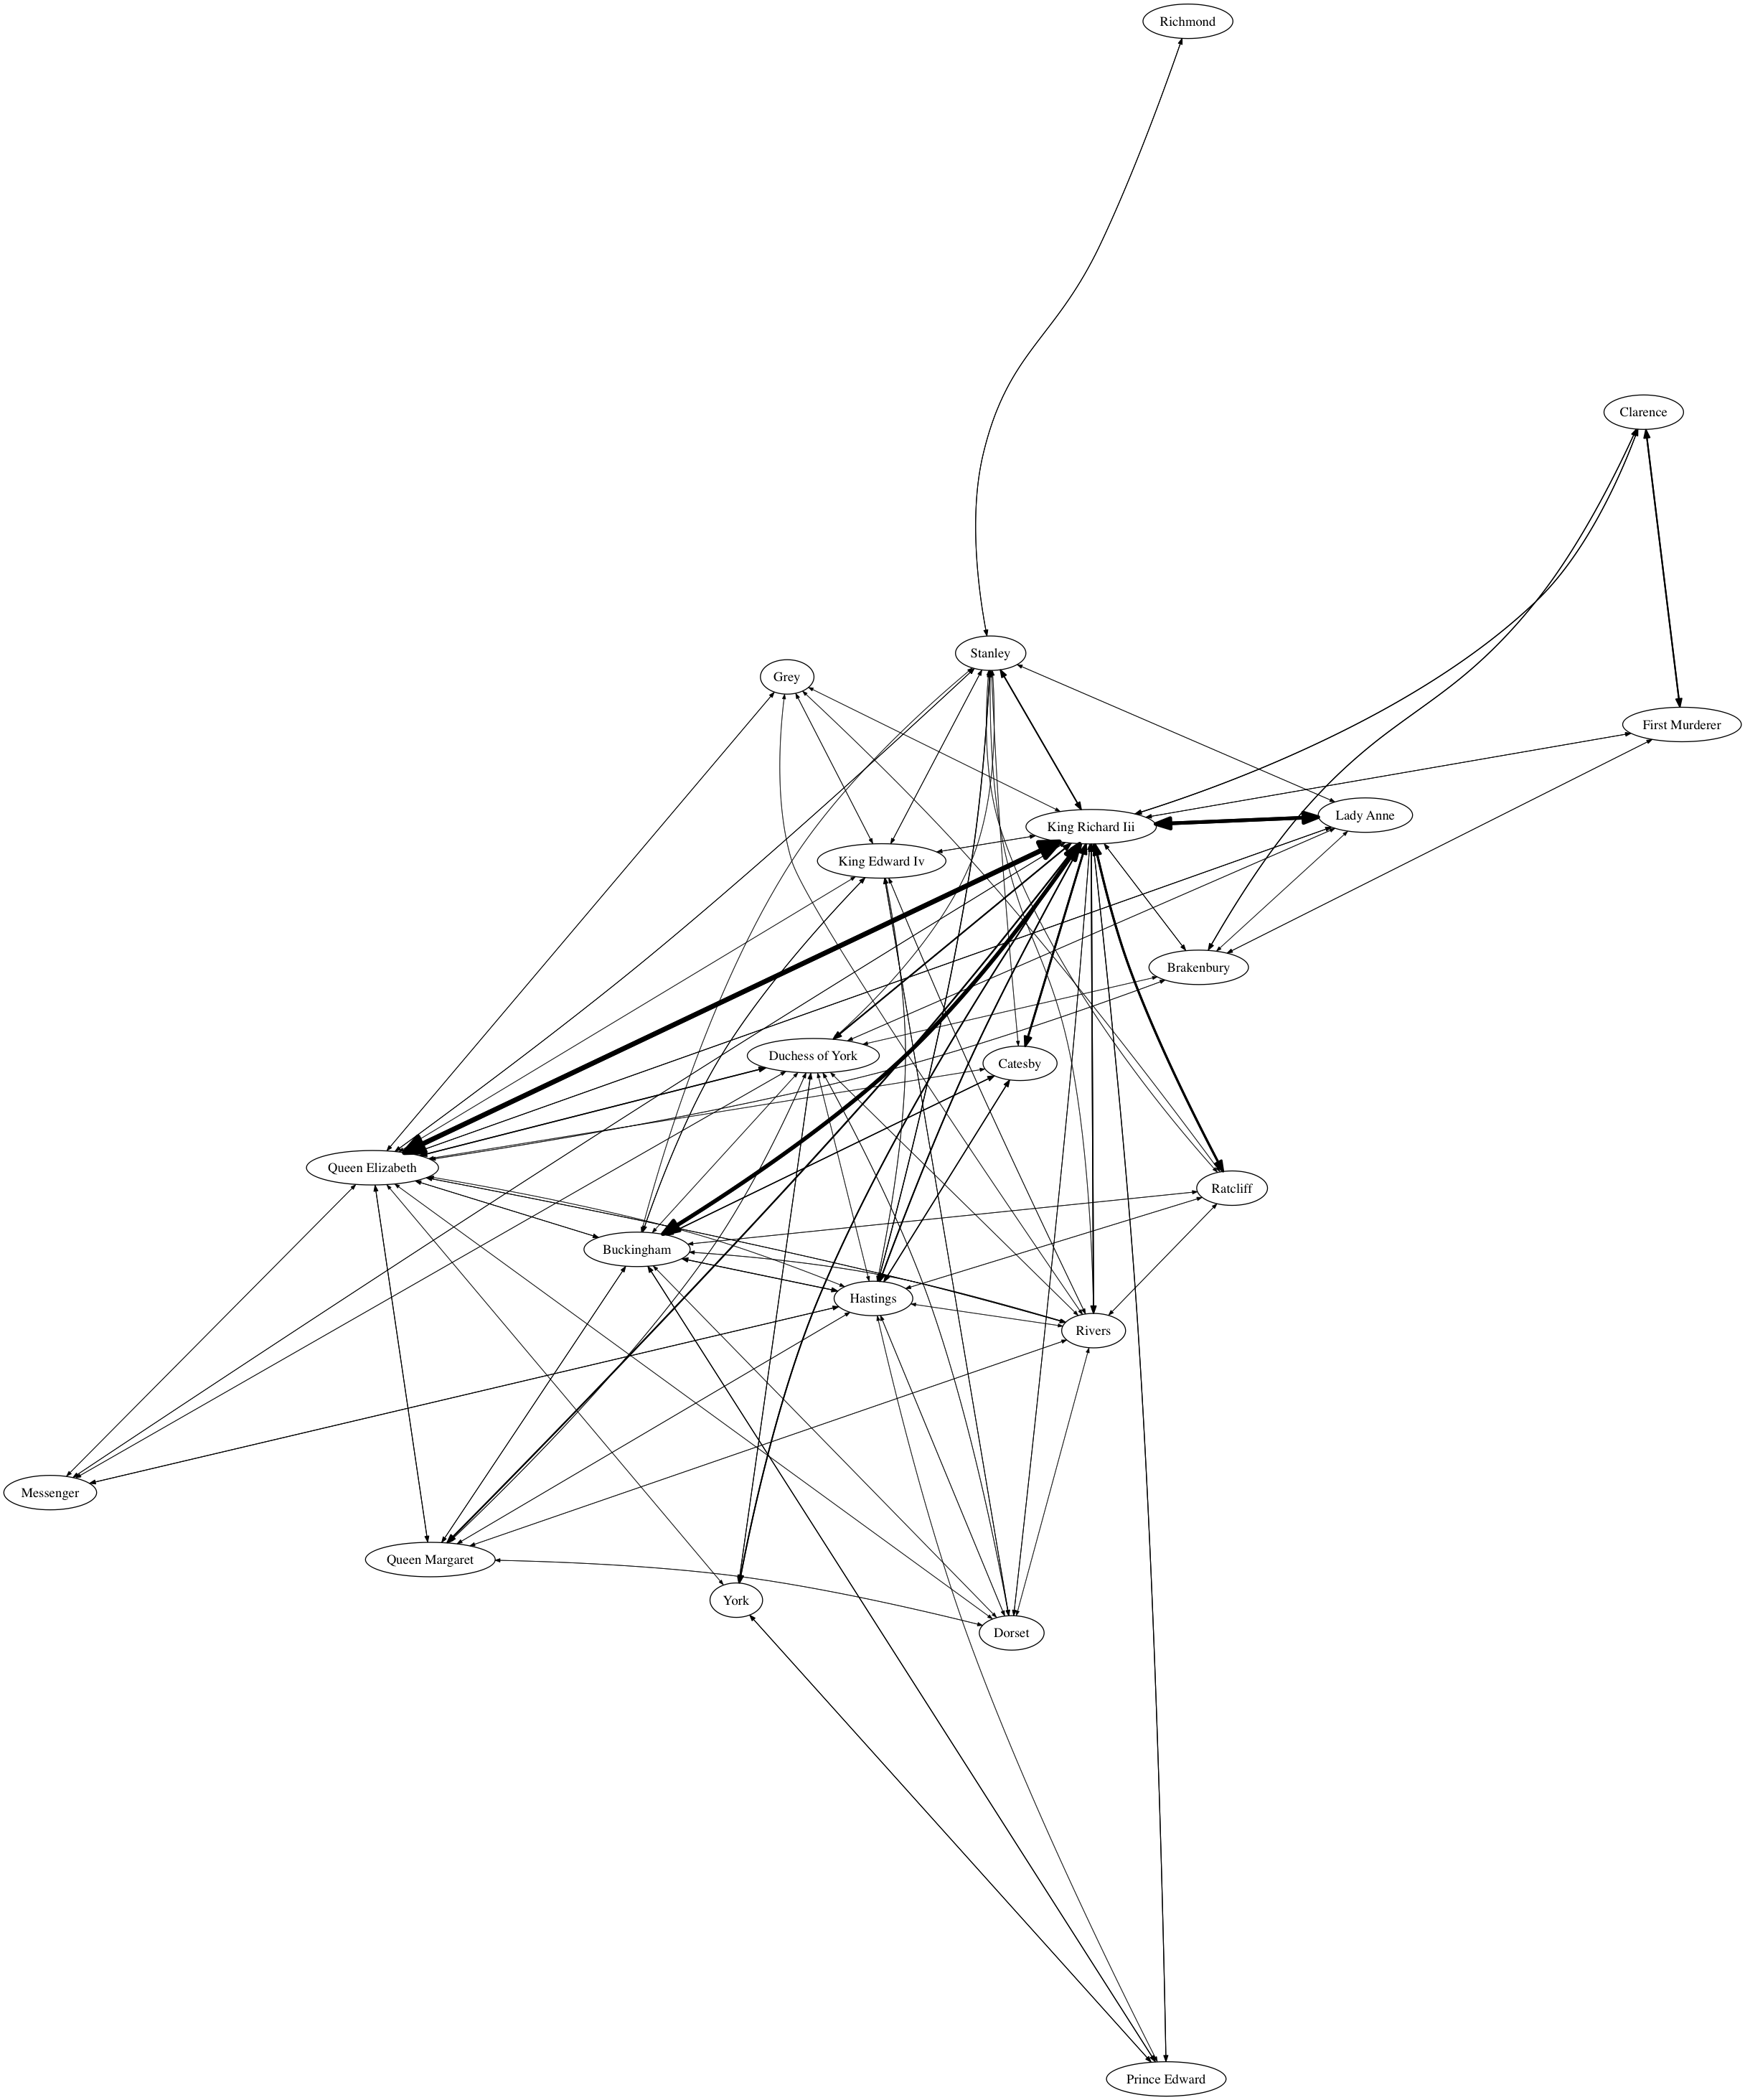 Richmond
Clarence
Stanley
Grey
First Murderer
Lady Anne
King Richard Iii
King Edward Iv
Brakenbury
Duchess of York
Catesby
Queen Elizabeth
Ratcliff
Buckingham
Hastings
Rivers
Messenger
Queen Margaret
York
Dorset
Prince Edward